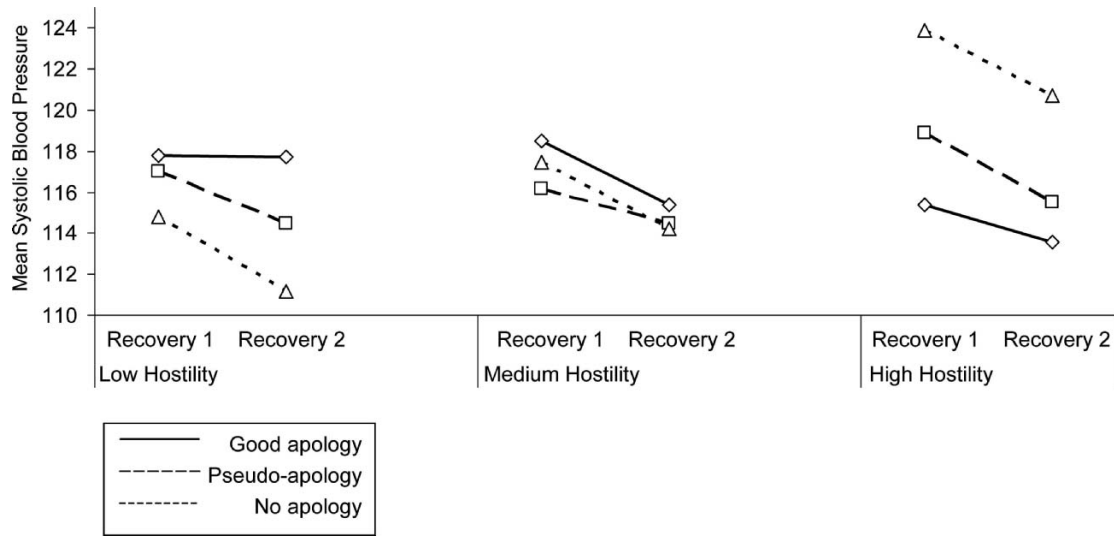 Mean Systolic Blood Pressure
124
122
120
118
116
114
112
110
Recovery 1 Recovery 2 Recovery 1 Recovery 2 Recovery 1 Recovery 2
Low Hostility Medium Hostility High Hostility
Good apology
Pseudo-apology
No apology